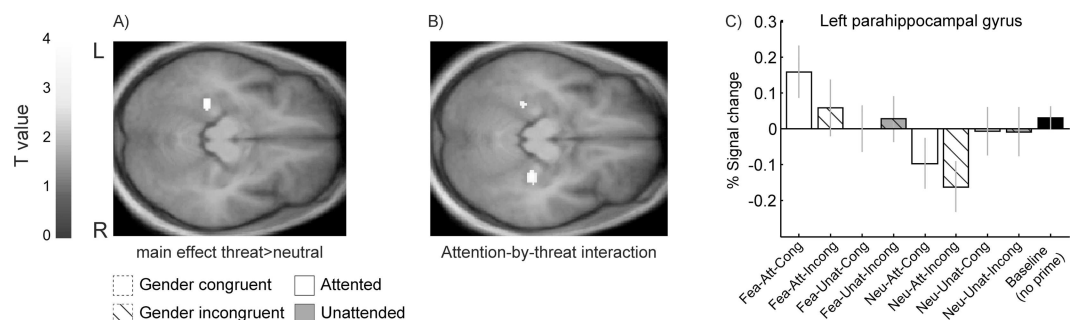 A)
B)
C)
4
3
2
1
0
T value
L
R
main effect threat>neutral
Attention-by-threat interaction
Gender congruent
Attented
Gender incongruent
Unattended
Left parahippocampal gyrus
0.3
0.2
0.1
0
-0.1
-0.2
% Signal change
Fea-Att-Cong
Fea-Att-Incong
Fea-Unat-Cong
Fea-Unat-Incong
Neu-Att-Cong
Neu-Att-Incong
Neu-Unat-Cong
Neu-Unat-Incong
Baseline
(no prime)